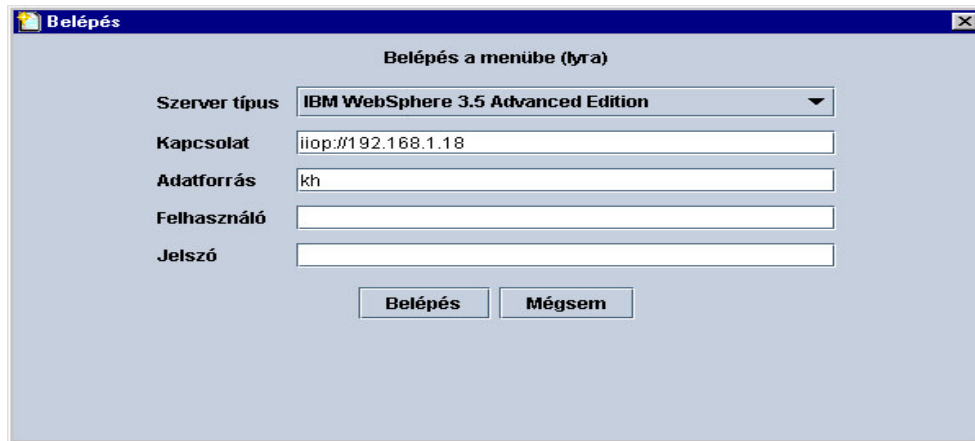 Belépés
Belépés a menübe (lyra)
Szerver típus IBM WebSphere 3.5 Advanced Edition
Kapcsolat iiop://192.168.1.18
Adatforrás kh
Felhasználó
Jelszó
Belépés Mégsem